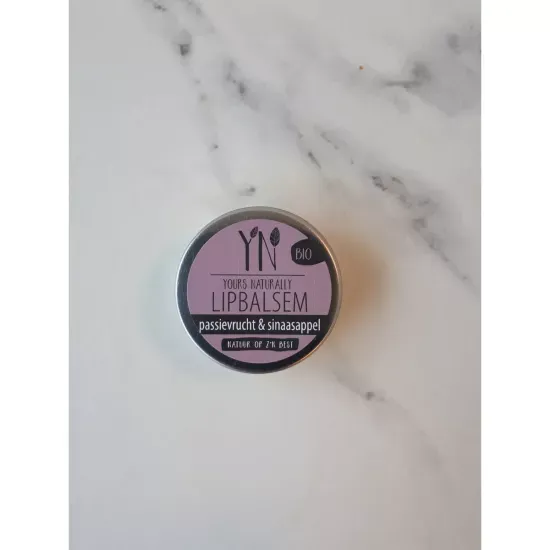 YN
BIO
YOURS NATURALLY
LIPBALSEM
passievrucht & sinaasappel
NATUUR OP Z'N BEST